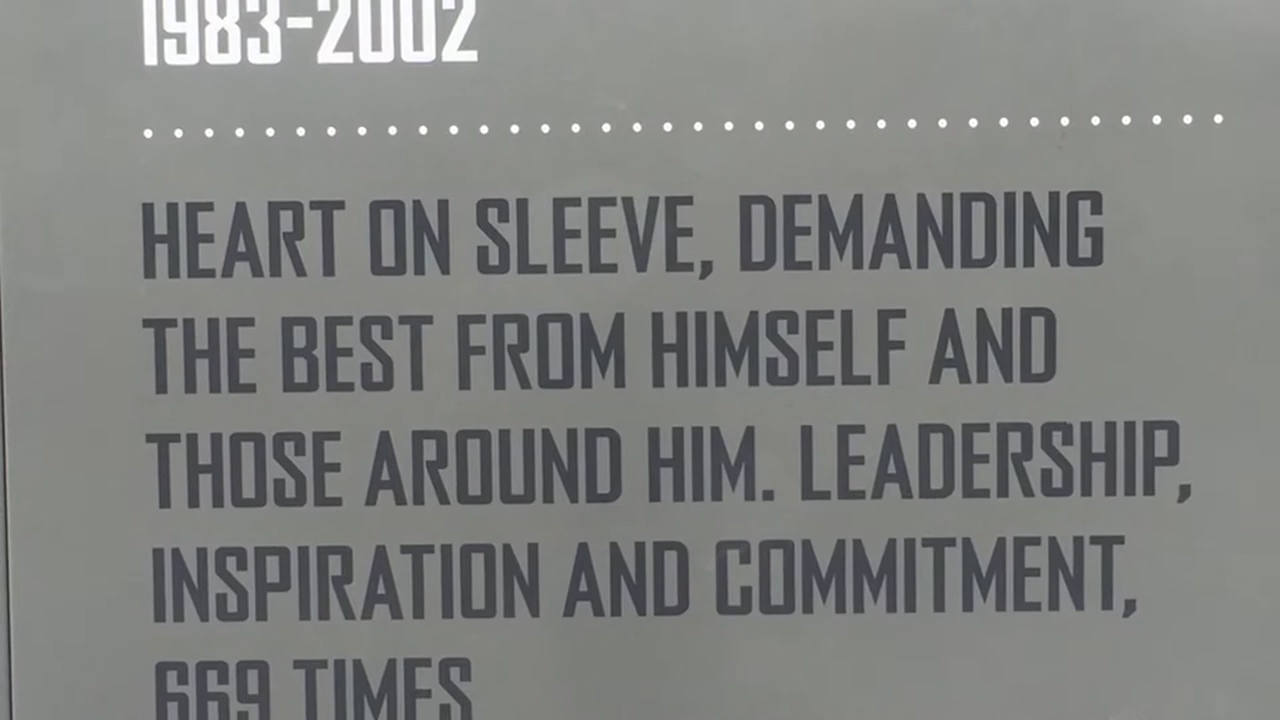 1983-2002
HEART ON SLEEVE, DEMANDING
THE BEST FROM HIMSELF AND
THOSE AROUND HIM. LEADERSHIP,
INSPIRATION AND COMMITMENT,
669 TIMES